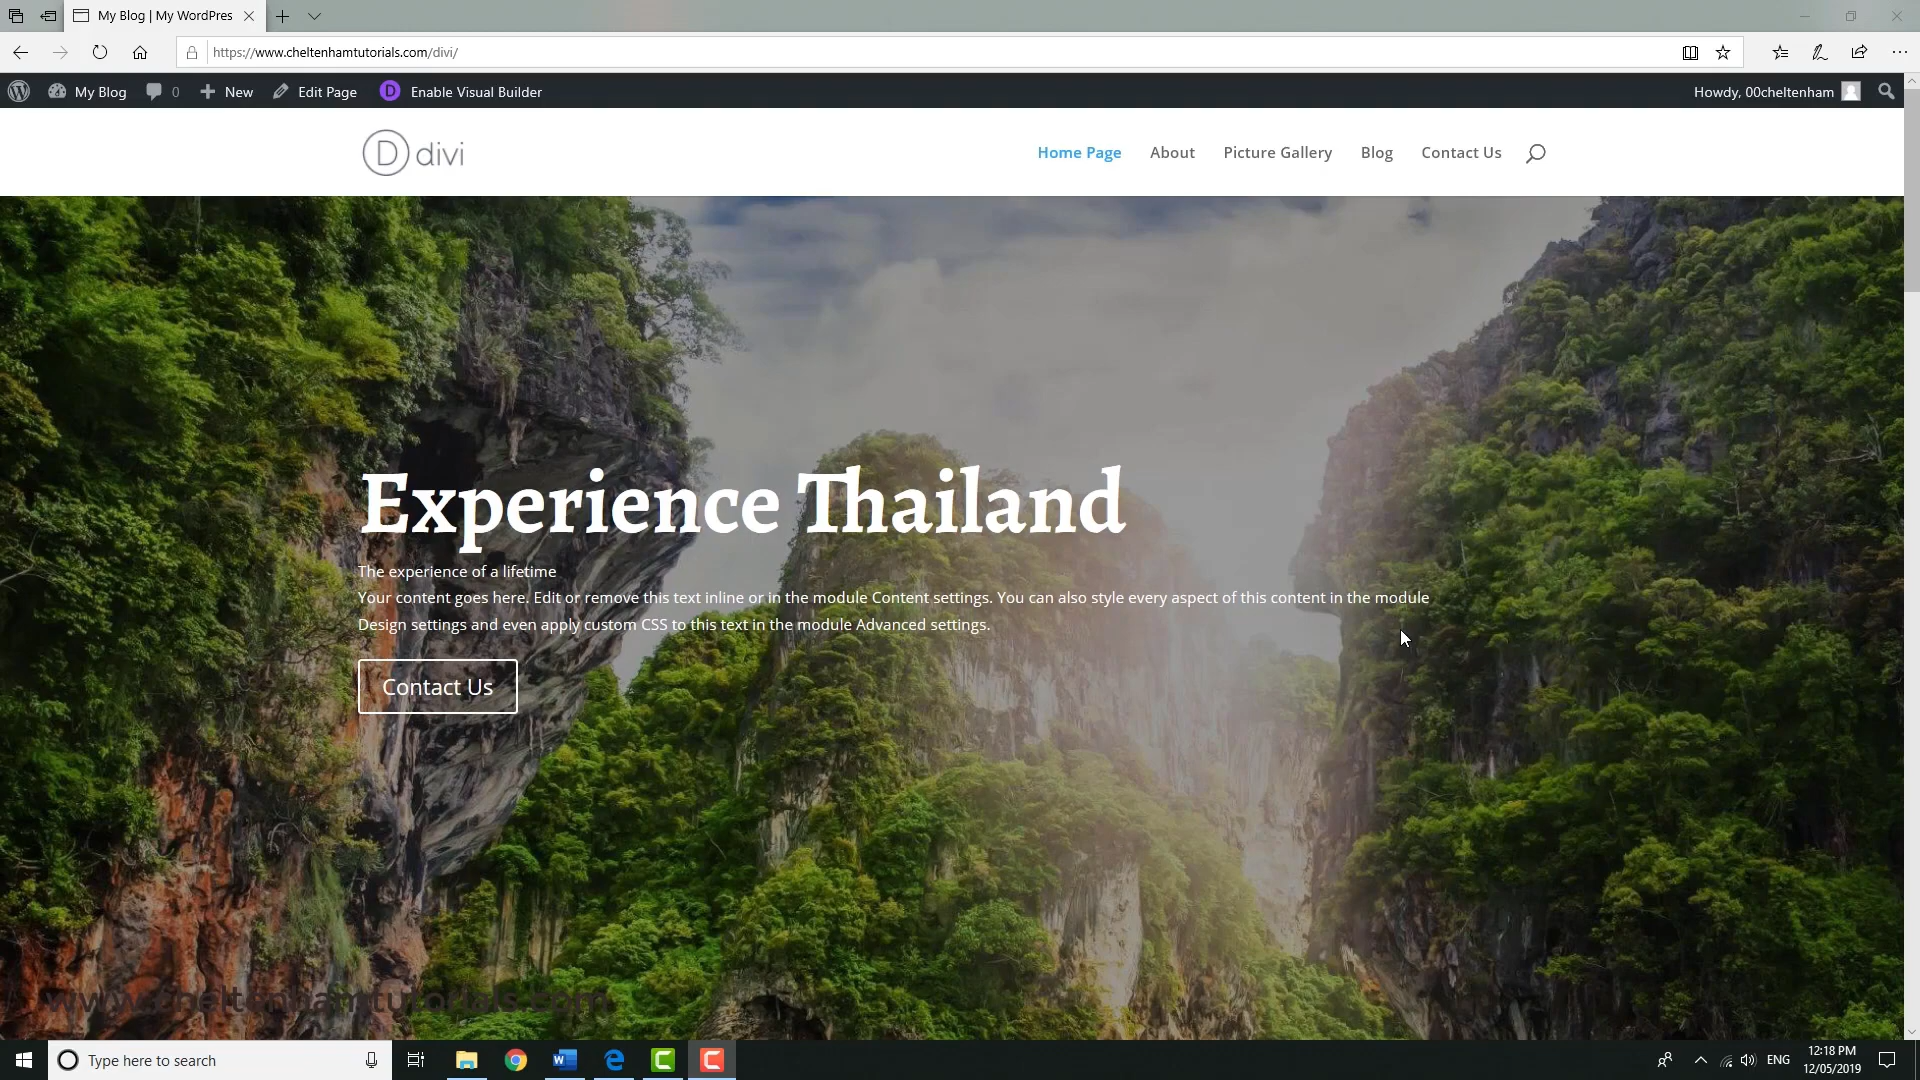 My Blog | My WordPres
https://www.cheltenhamtutorials.com/divi/
My Blog 0 New Edit Page D Enable Visual Builder Howdy, 00cheltenham
D divi Home Page About Picture Gallery Blog Contact Us
Experience Thailand
The experience of a lifetime
Your content goes here. Edit or remove this text inline or in the module Content settings. You can also style every aspect of this content in the module
Design settings and even apply custom CSS to this text in the module Advanced settings.
Contact Us
www.cheltenhamtutorials.com
Type here to search ENG 12:18 PM
12/05/2019